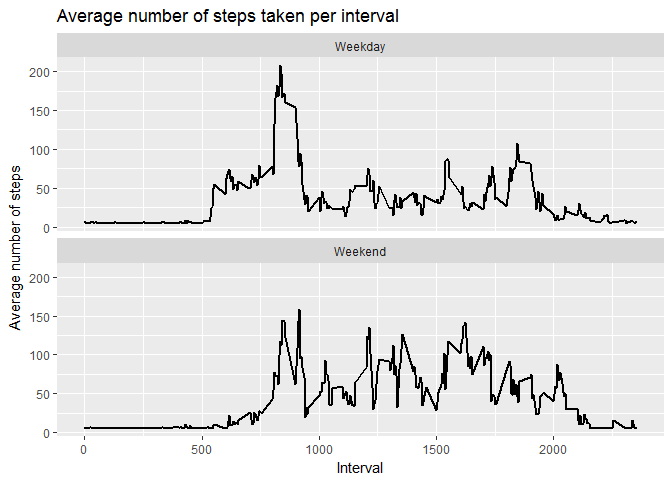 Average number of steps taken per interval
Weekday
200
150
100
50
0
Weekend
200
150
100
50
0
Average number of steps
0 500 1000 1500 2000
Interval